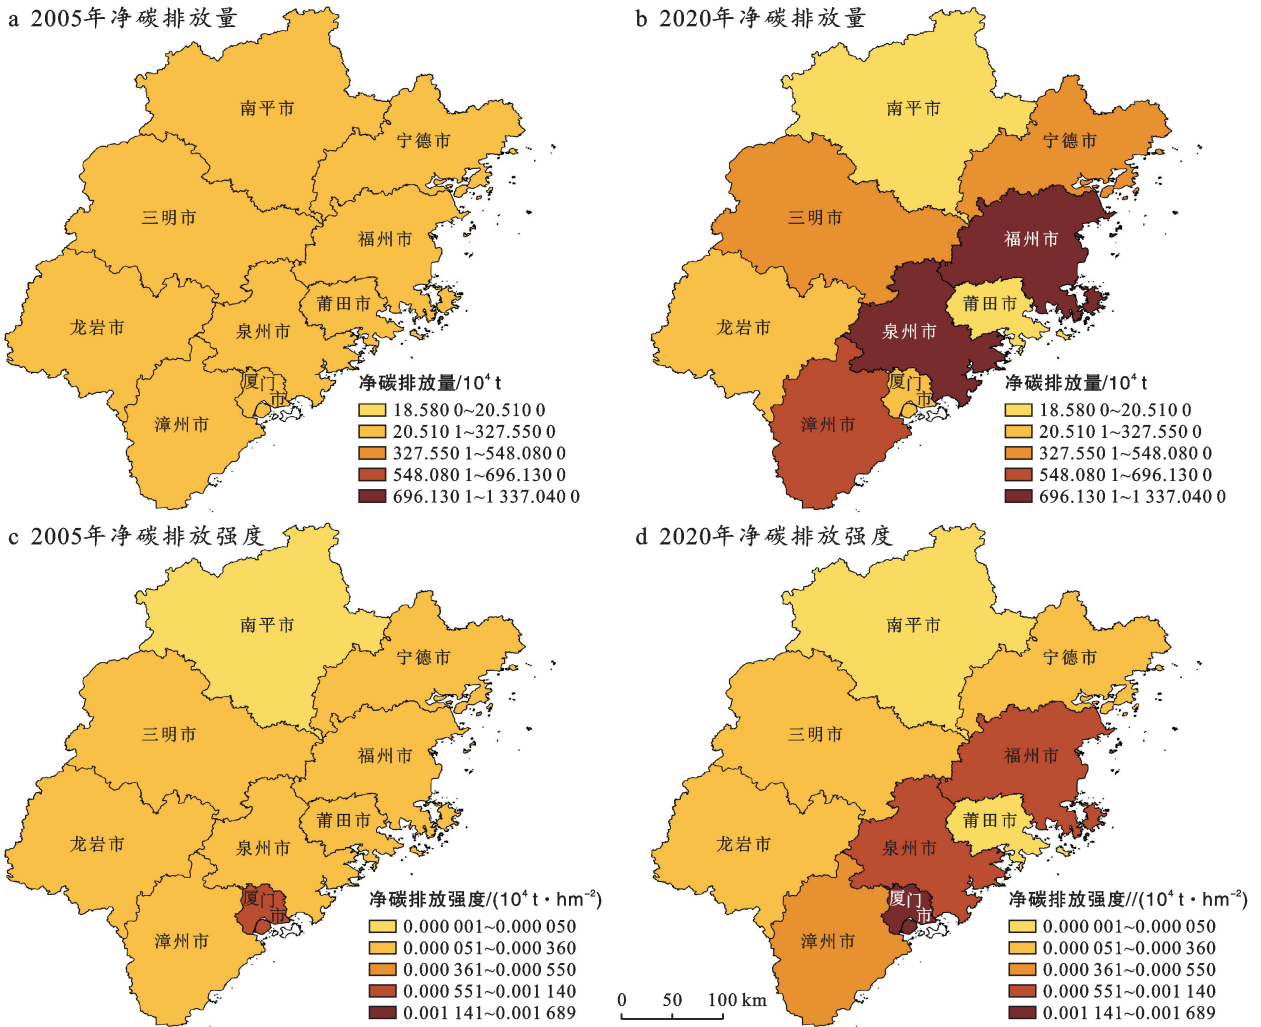 a 2005年净碳排放量
南平市
宁德市
三明市
福州市
莆田市
龙岩市
泉州市
厦门
市
漳州市
净碳排放量/10⁴ t
18.580 0~20.510 0
20.510 1~327.550 0
327.550 1~548.080 0
548.080 1~696.130 0
696.130 1~1 337.040 0
b 2020年净碳排放量
南平市
宁德市
三明市
福州市
莆田市
龙岩市
泉州市
厦门
市
漳州市
净碳排放量/10⁴ t
18.580 0~20.510 0
20.510 1~327.550 0
327.550 1~548.080 0
548.080 1~696.130 0
696.130 1~1 337.040 0
c 2005年净碳排放强度
南平市
宁德市
三明市
福州市
莆田市
龙岩市
泉州市
厦门
市
漳州市
净碳排放强度/(10⁴ t·hm⁻²)
0.000 001~0.000 050
0.000 051~0.000 360
0.000 361~0.000 550
0.000 551~0.001 140
0.001 141~0.001 689
d 2020年净碳排放强度
南平市
宁德市
三明市
福州市
莆田市
龙岩市
泉州市
厦门
市
漳州市
净碳排放强度//(10⁴ t·hm⁻²)
0.000 001~0.000 050
0.000 051~0.000 360
0.000 361~0.000 550
0.000 551~0.001 140
0.001 141~0.001 689
0 50 100 km